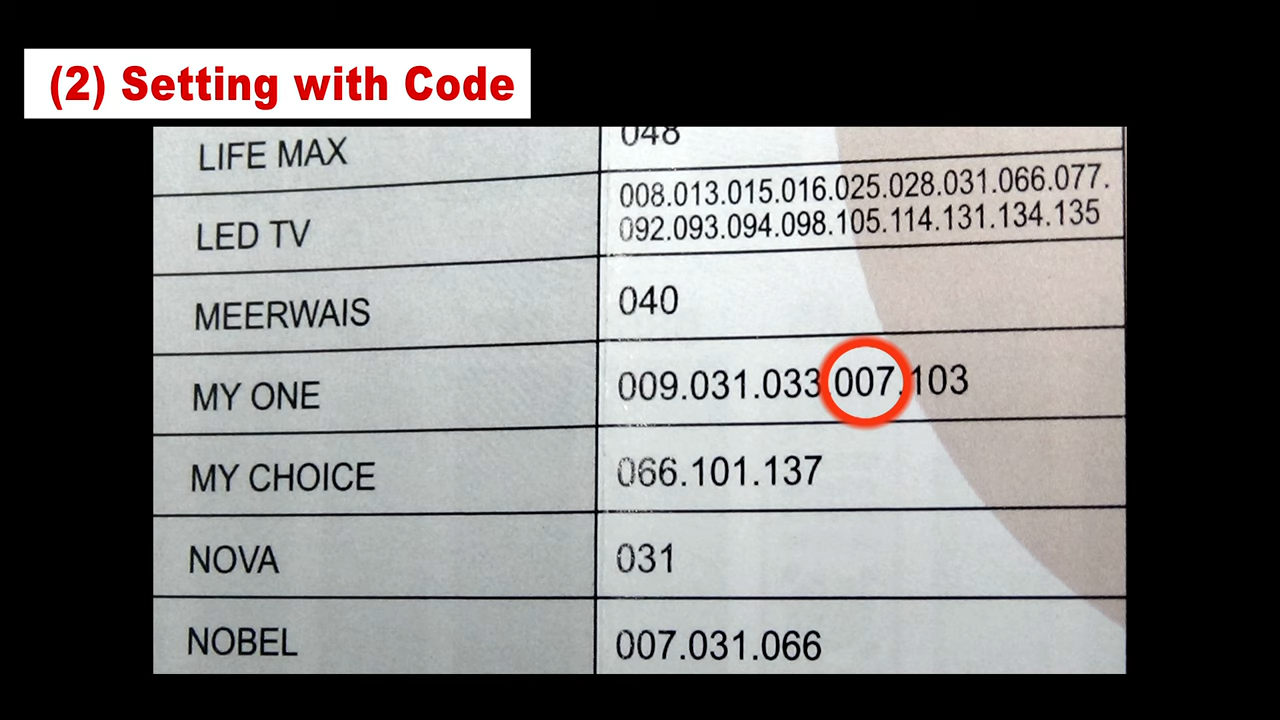 (2) Setting with Code
LIFE MAX 048
LED TV 008.013.015.016.025.028.031.066.077.
092.093.094.098.105.114.131.134.135
MEERWAIS 040
MY ONE 009.031.033.007.103
MY CHOICE 066.101.137
NOVA 031
NOBEL 007.031.066